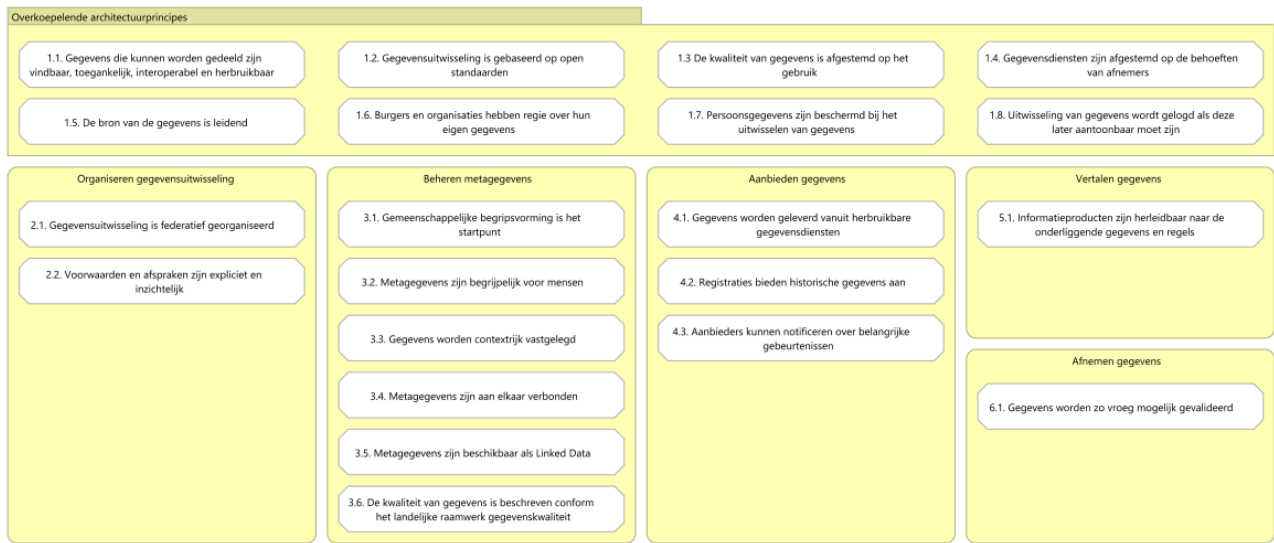 Overkoepelende architectuurprincipes
1.1. Gegevens die kunnen worden gedeeld zijn
vindbaar, toegankelijk, interoperabel en herbruikbaar
1.2. Gegevensuitwisseling is gebaseerd op open
standaarden
1.3 De kwaliteit van gegevens is afgestemd op het
gebruik
1.4. Gegevensdiensten zijn afgestemd op de behoeften
van afnemers
1.5. De bron van de gegevens is leidend
1.6. Burgers en organisaties hebben regie over hun
eigen gegevens
1.7. Persoonsgegevens zijn beschermd bij het
uitwisselen van gegevens
1.8. Uitwisseling van gegevens wordt gelogd als deze
later aantoonbaar moet zijn
Organiseren gegevensuitwisseling
2.1. Gegevensuitwisseling is federatief georganiseerd
2.2. Voorwaarden en afspraken zijn expliciet en
inzichtelijk
Beheren metagegevens
3.1. Gemeenschappelijke begripsvorming is het
startpunt
3.2. Metagegevens zijn begrijpelijk voor mensen
3.3. Gegevens worden contextrijk vastgelegd
3.4. Metagegevens zijn aan elkaar verbonden
3.5. Metagegevens zijn beschikbaar als Linked Data
3.6. De kwaliteit van gegevens is beschreven conform
het landelijke raamwerk gegevenskwaliteit
Aanbieden gegevens
4.1. Gegevens worden geleverd vanuit herbruikbare
gegevensdiensten
4.2. Registraties bieden historische gegevens aan
4.3. Aanbieders kunnen notificeren over belangrijke
gebeurtenissen
Vertalen gegevens
5.1. Informatieproducten zijn herleidbaar naar de
onderliggende gegevens en regels
Afnemen gegevens
6.1. Gegevens worden zo vroeg mogelijk gevalideerd